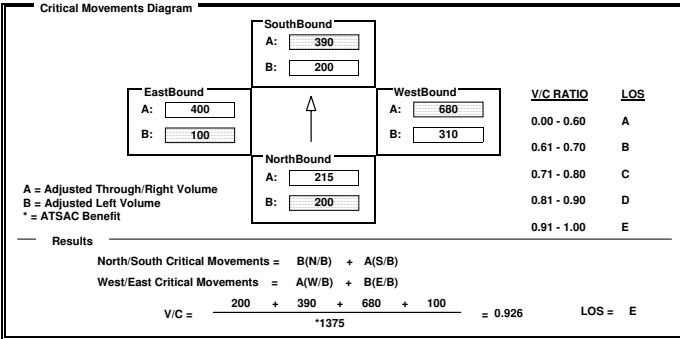 Critical Movements Diagram
SouthBound
A: 390
B: 200
EastBound
A: 400
B: 100
WestBound
A: 680
B: 310
NorthBound
A: 215
B: 200
V/C RATIO LOS
0.00 - 0.60 A
0.61 - 0.70 B
0.71 - 0.80 C
0.81 - 0.90 D
0.91 - 1.00 E
A = Adjusted Through/Right Volume
B = Adjusted Left Volume
* = ATSAC Benefit
Results
North/South Critical Movements = B(N/B) + A(S/B)
West/East Critical Movements = A(W/B) + B(E/B)
V/C = 200 + 390 + 680 + 100 = 0.926 LOS = E
*1375